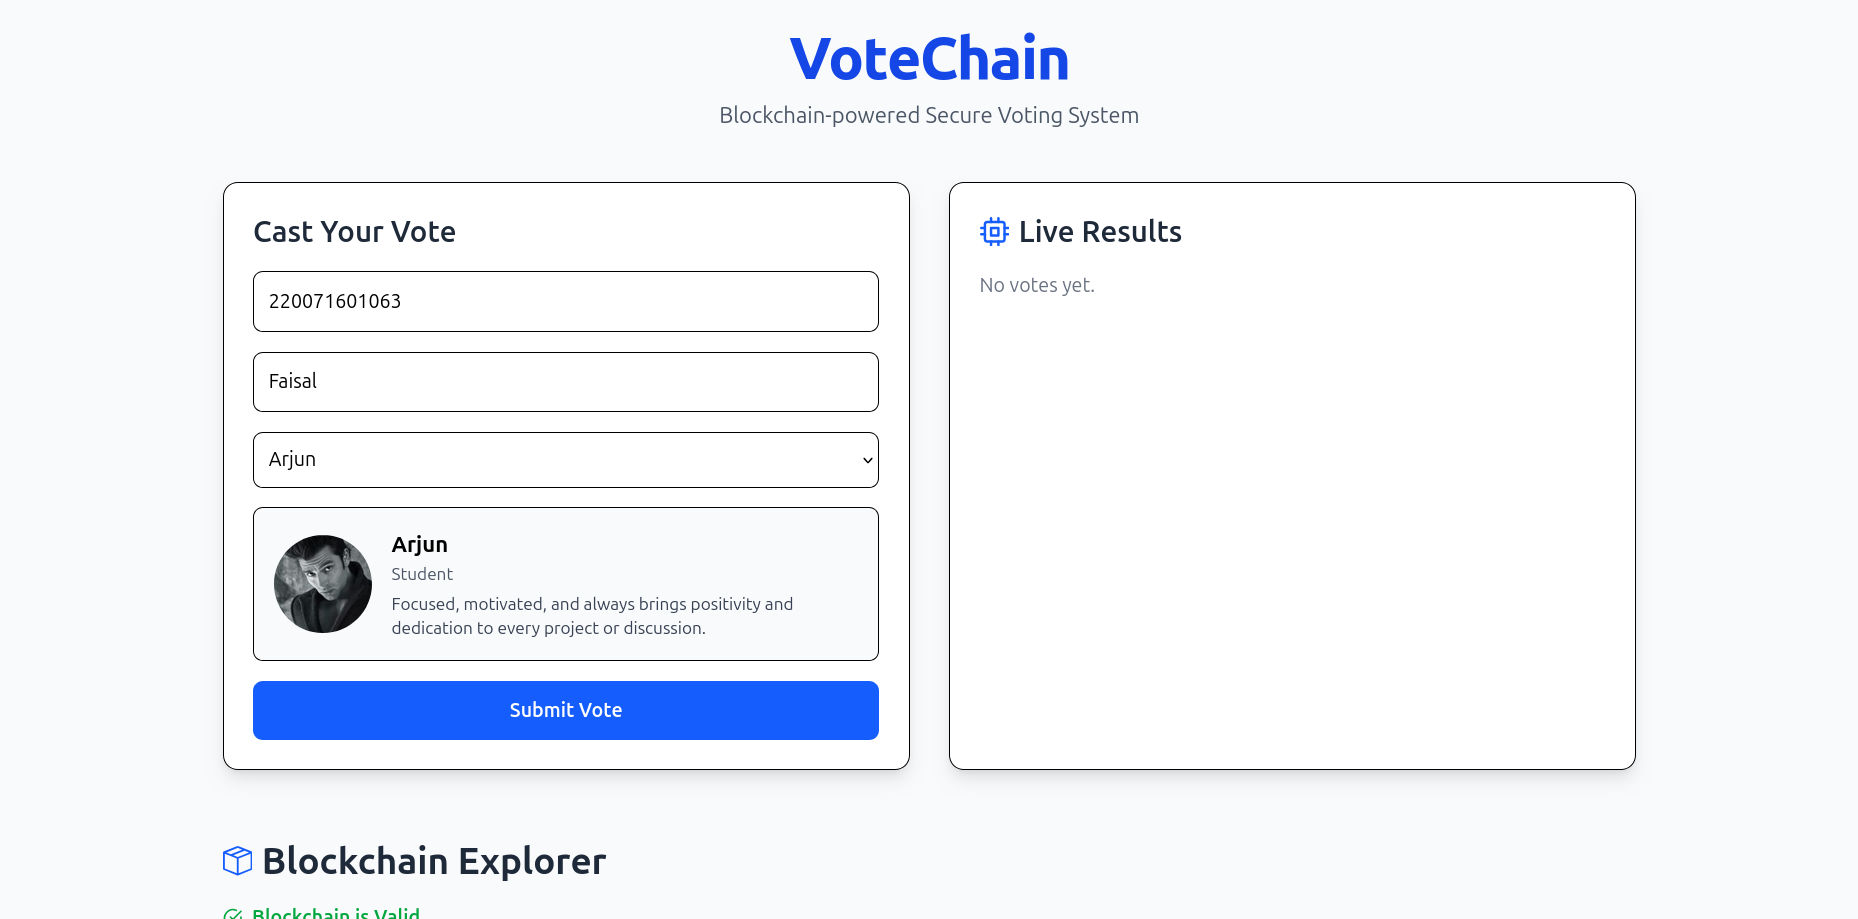 VoteChain
Blockchain-powered Secure Voting System
Cast Your Vote
220071601063
Faisal
Arjun
Arjun
Student
Focused, motivated, and always brings positivity and
dedication to every project or discussion.
Submit Vote
Live Results
No votes yet.
Blockchain Explorer
Blockchain is Valid